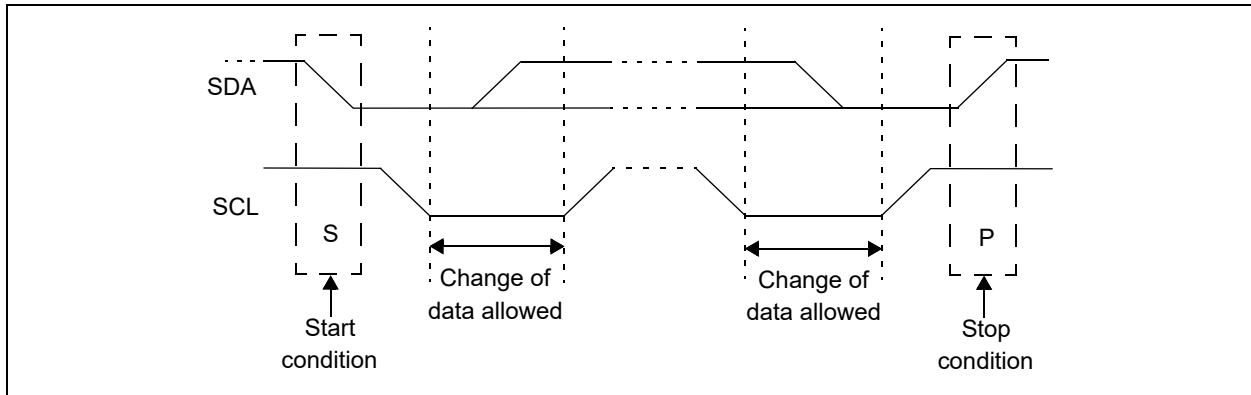 SDA
SCL
S
P
Change of
data allowed
Change of
data allowed
Start
condition
Stop
condition